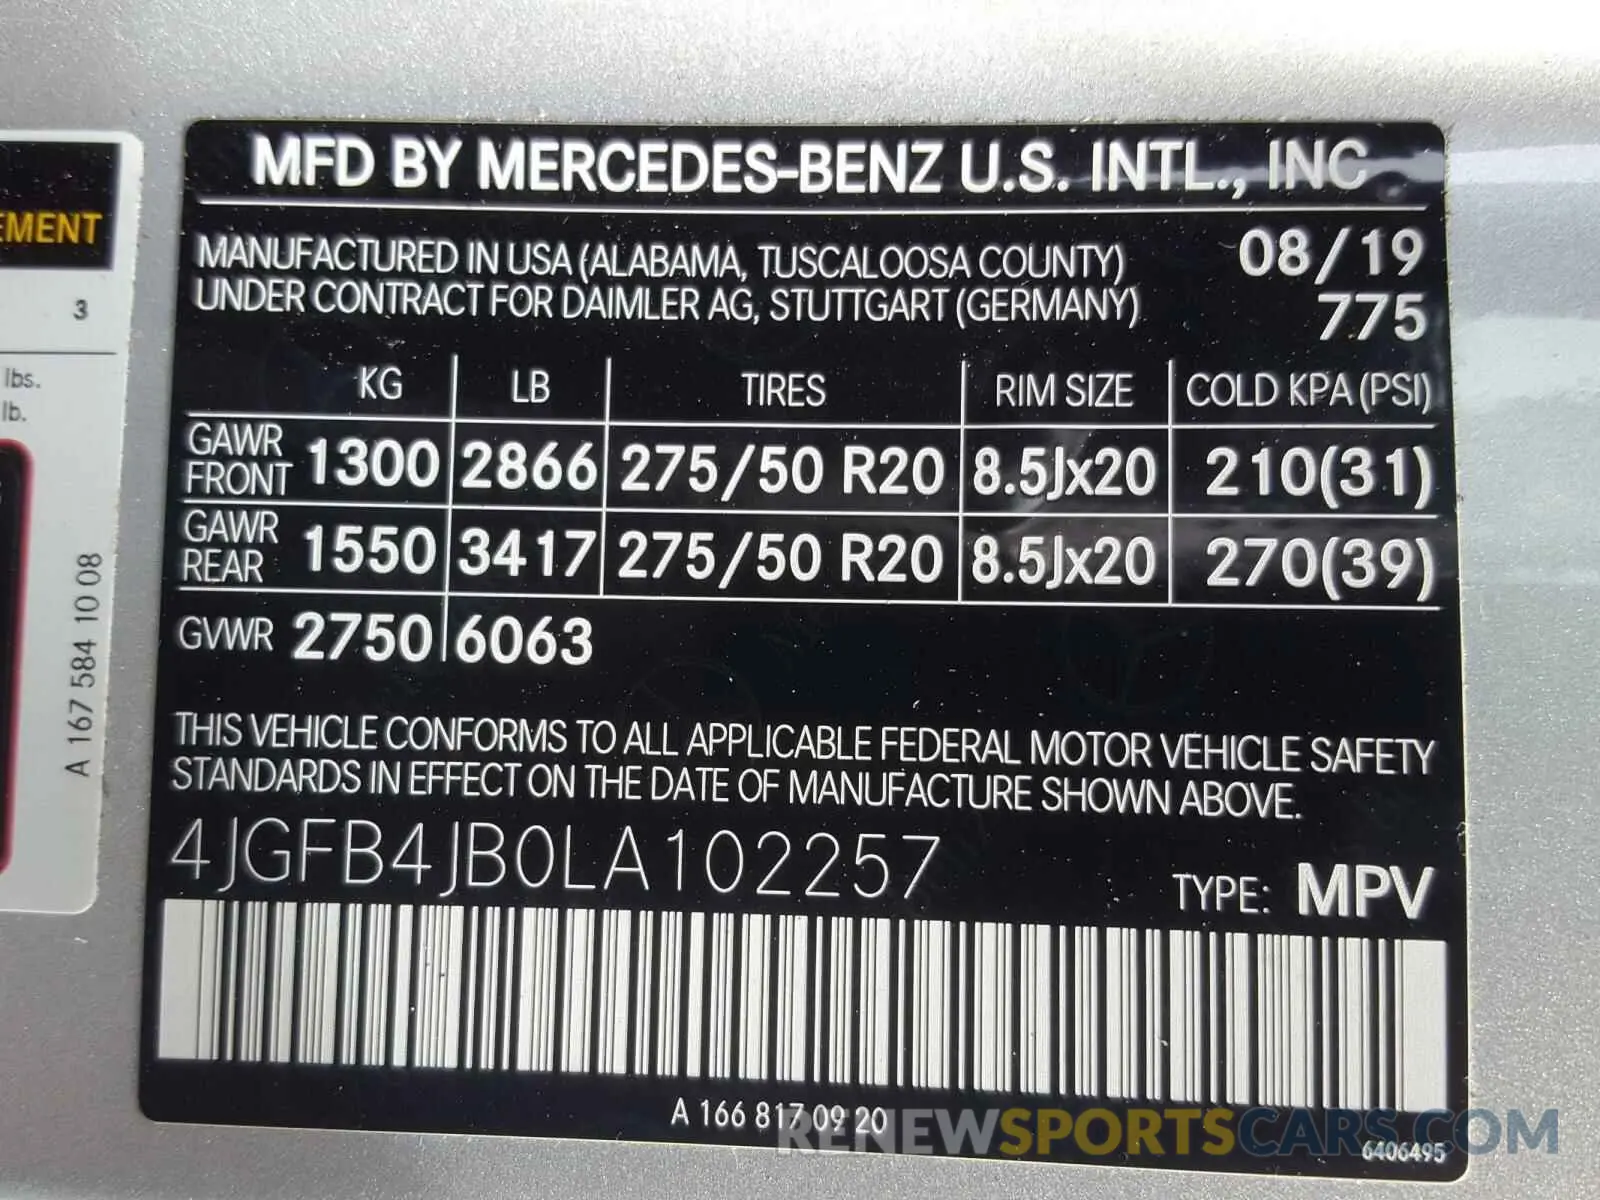 MFD BY MERCEDES-BENZ U.S. INTL., INC
MANUFACTURED IN USA (ALABAMA, TUSCALOOSA COUNTY) 08/19
UNDER CONTRACT FOR DAIMLER AG, STUTTGART (GERMANY) 775
KG LB TIRES RIM SIZE COLD KPA (PSI)
GAWR FRONT 1300 2866 275/50 R20 8.5Jx20 210(31)
GAWR REAR 1550 3417 275/50 R20 8.5Jx20 270(39)
GVWR 2750 6063
THIS VEHICLE CONFORMS TO ALL APPLICABLE FEDERAL MOTOR VEHICLE SAFETY
STANDARDS IN EFFECT ON THE DATE OF MANUFACTURE SHOWN ABOVE.
4JGFB4JB0LA102257
TYPE: MPV
A 166 817 09 20
6406495
RENEWSPORTSCARS.COM
3
lbs.
lb.
A 167 584 10 08